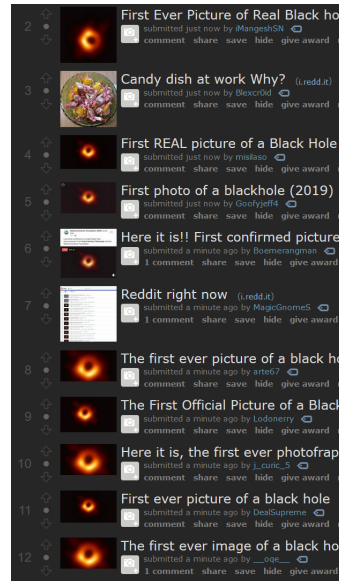 2
First Ever Picture of Real Black ho
submitted just now by iMangeshSN
comment share save hide give award
3
Candy dish at work Why? (i.redd.it)
submitted just now by Blexcr0id
comment share save hide give award
4
First REAL picture of a Black Hole
submitted just now by misilaso
comment share save hide give award
5
First photo of a blackhole (2019)
submitted just now by Goofyjeff4
comment share save hide give award
6
Here it is!! First confirmed picture
submitted a minute ago by Boemerangman
1 comment share save hide give award
7
Reddit right now (i.redd.it)
submitted a minute ago by MagicGnomeS
1 comment share save hide give award
8
The first ever picture of a black ho
submitted a minute ago by arte67
comment share save hide give award
9
The First Official Picture of a Black
submitted a minute ago by Lodonerry
comment share save hide give award
10
Here it is, the first ever photofrap
submitted a minute ago by j_curic_5
comment share save hide give award
11
First ever picture of a black hole
submitted a minute ago by DealSupreme
comment share save hide give award
12
The first ever image of a black ho
submitted a minute ago by __oqe__
1 comment share save hide give award